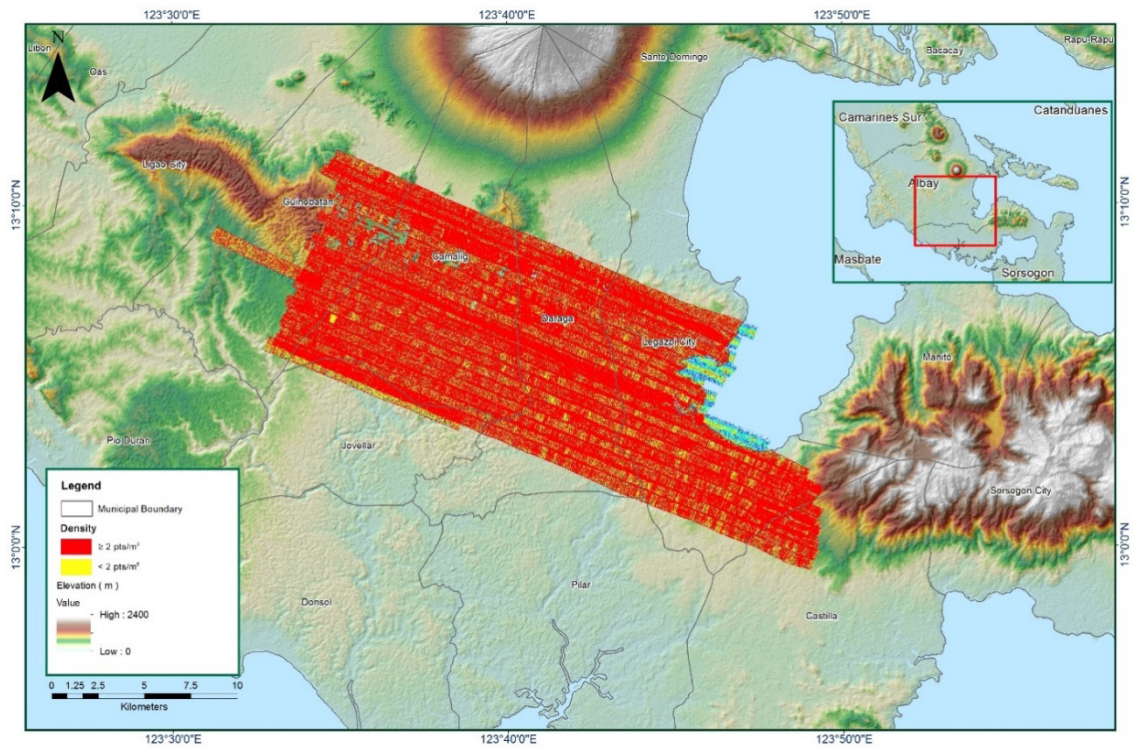 123°30'0"E 123°40'0"E 123°50'0"E
N
Libon
Oas
Santo Domingo
Bacacay
Rapu-Rapu
Camarines Sur
Catanduanes
Albay
Masbate
Sorsogon
13°10'0"N
13°10'0"N
Ligao city
Guinobatan
Camalig
Daraga
Legazpi City
Manito
Pio Duran
Jovellar
Sorsogon City
Legend
Municipal Boundary
Density
≥ 2 pts/m²
< 2 pts/m²
Elevation ( m )
Value
High : 2400
Low : 0
13°0'0"N
13°0'0"N
Donsol
Pilar
Castilla
0 1.25 2.5 5 7.5 10
Kilometers
123°30'0"E 123°40'0"E 123°50'0"E